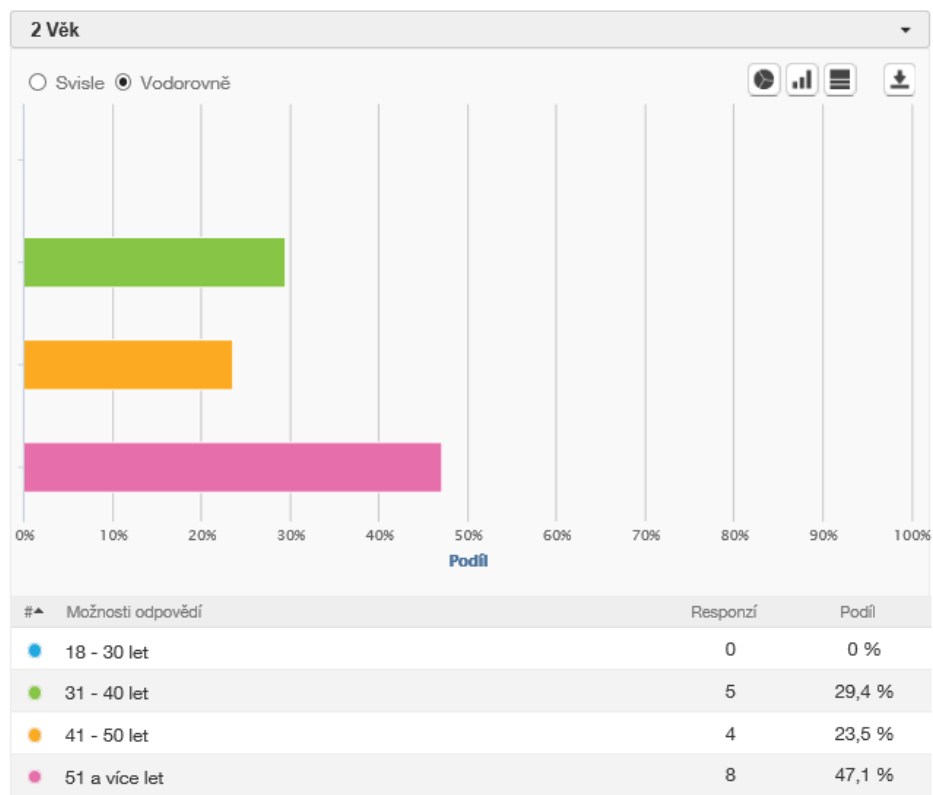 2 Věk
Svisle Vodorovně
0% 10% 20% 30% 40% 50% 60% 70% 80% 90% 100%
Podíl
# Možnosti odpovědí Responzí Podíl
18 - 30 let 0 0 %
31 - 40 let 5 29,4 %
41 - 50 let 4 23,5 %
51 a více let 8 47,1 %